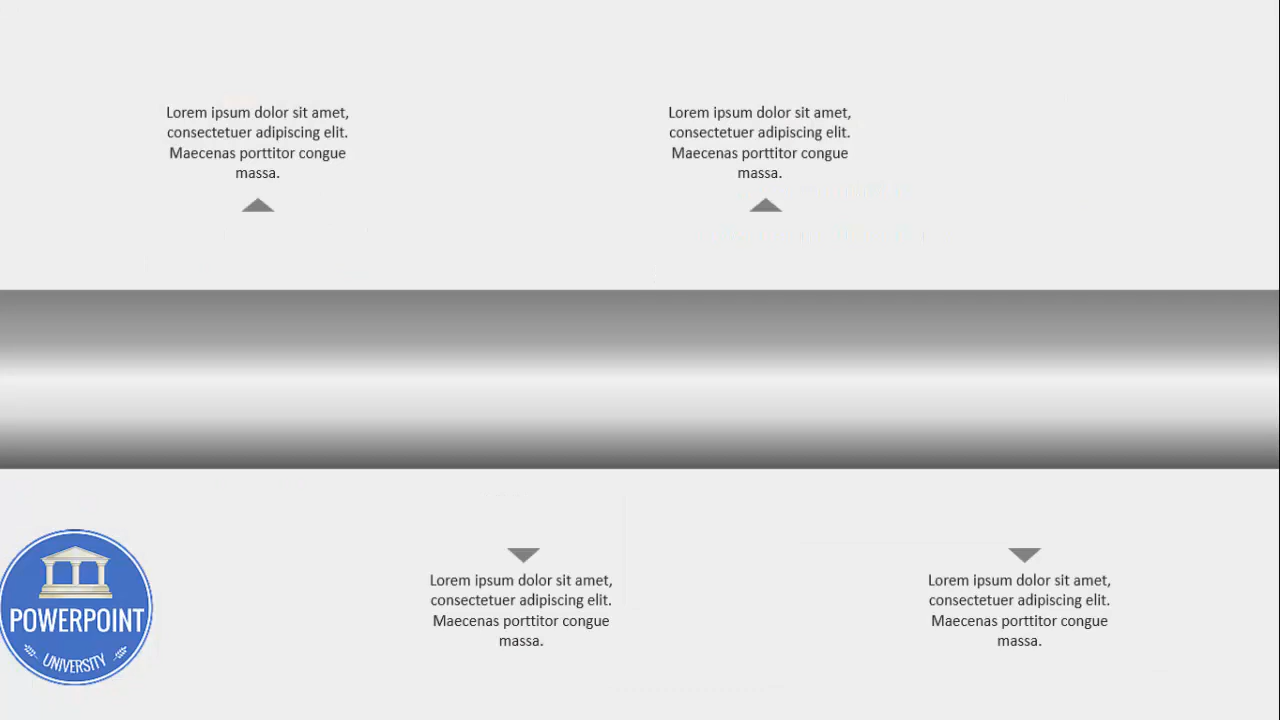 Lorem ipsum dolor sit amet,
consectetuer adipiscing elit.
Maecenas porttitor congue
massa.
Lorem ipsum dolor sit amet,
consectetuer adipiscing elit.
Maecenas porttitor congue
massa.
Lorem ipsum dolor sit amet,
consectetuer adipiscing elit.
Maecenas porttitor congue
massa.
Lorem ipsum dolor sit amet,
consectetuer adipiscing elit.
Maecenas porttitor congue
massa.
POWERPOINT
UNIVERSITY